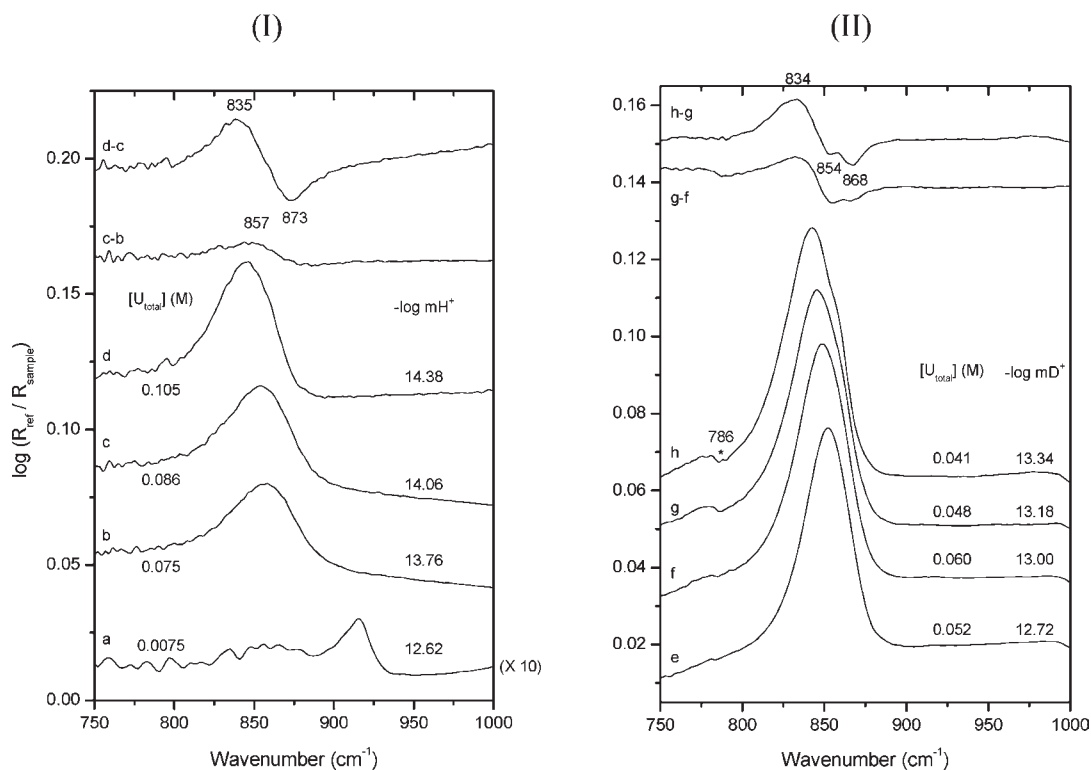 (I)
(II)
log (R_ref / R_sample)
0.20
0.15
0.10
0.05
0.00
835
d-c
873
857
c-b
[U_total] (M)
-log mH⁺
d
0.105
14.38
c
0.086
14.06
b
0.075
13.76
a
0.0075
12.62
(X 10)
750 800 850 900 950 1000
Wavenumber (cm⁻¹)
0.16
0.14
0.12
0.10
0.08
0.06
0.04
0.02
834
h-g
854
868
g-f
[U_total] (M)
-log mD⁺
786
*
h
0.041
13.34
g
0.048
13.18
f
0.060
13.00
e
0.052
12.72
750 800 850 900 950 1000
Wavenumber (cm⁻¹)